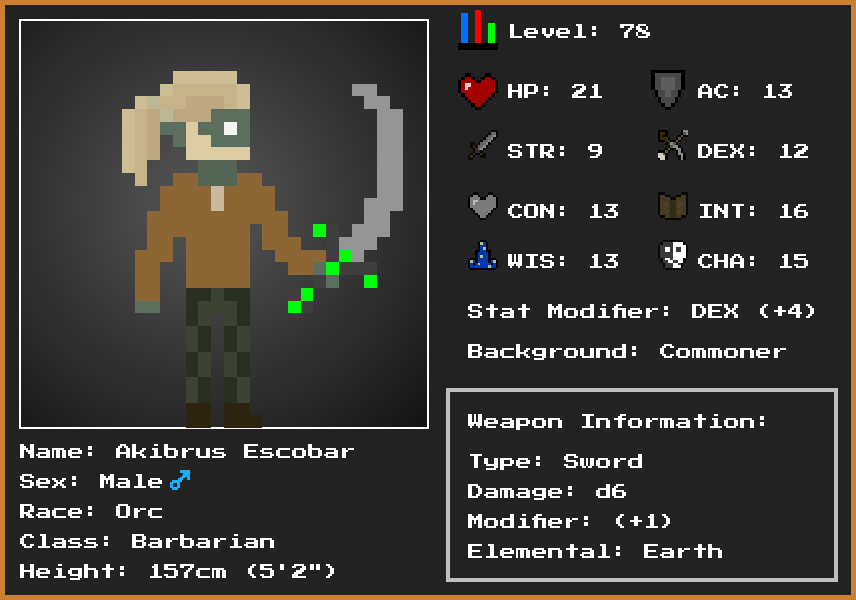 Level: 78
HP: 21
AC: 13
STR: 9
DEX: 12
CON: 13
INT: 16
WIS: 13
CHA: 15
Stat Modifier: DEX (+4)
Background: Commoner
Weapon Information:
Type: Sword
Damage: d6
Modifier: (+1)
Elemental: Earth
Name: Akibrus Escobar
Sex: Male♂
Race: Orc
Class: Barbarian
Height: 157cm (5'2")